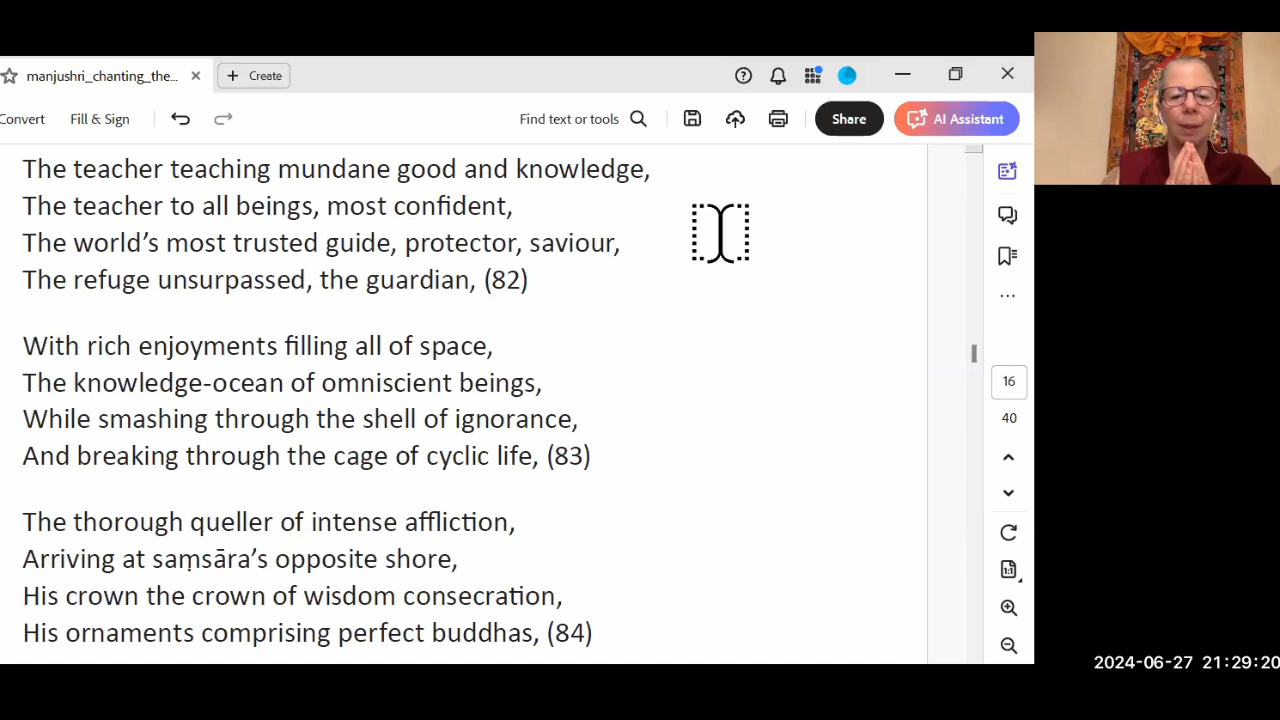 manjushri_chanting_the...
Create
Convert
Fill & Sign
Find text or tools
Share
AI Assistant
The teacher teaching mundane good and knowledge,
The teacher to all beings, most confident,
The world’s most trusted guide, protector, saviour,
The refuge unsurpassed, the guardian, (82)
With rich enjoyments filling all of space,
The knowledge-ocean of omniscient beings,
While smashing through the shell of ignorance,
And breaking through the cage of cyclic life, (83)
The thorough queller of intense affliction,
Arriving at saṃsāra’s opposite shore,
His crown the crown of wisdom consecration,
His ornaments comprising perfect buddhas, (84)
16
40
1:1
2024-06-27 21:29:20